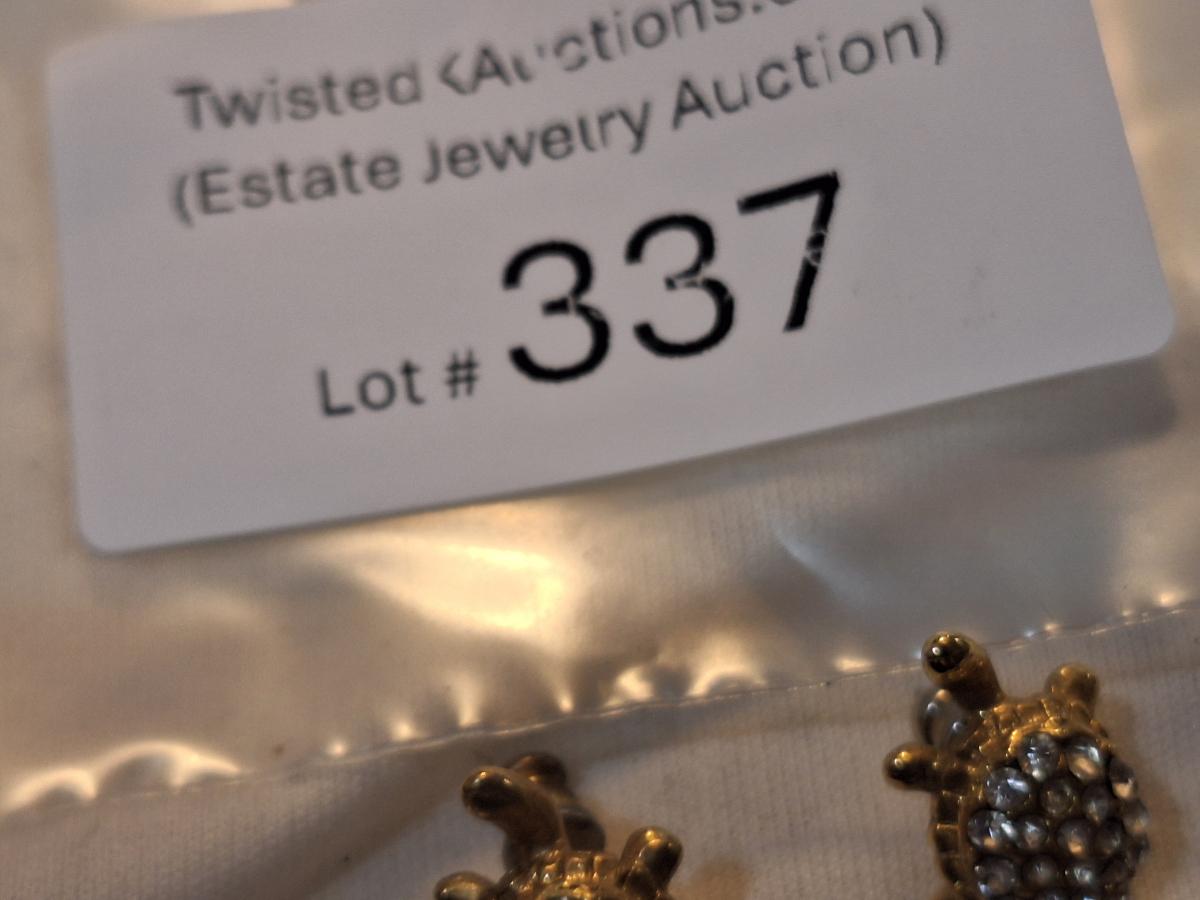 Twisted <Auctions.
(Estate Jewelry Auction)
Lot # 337